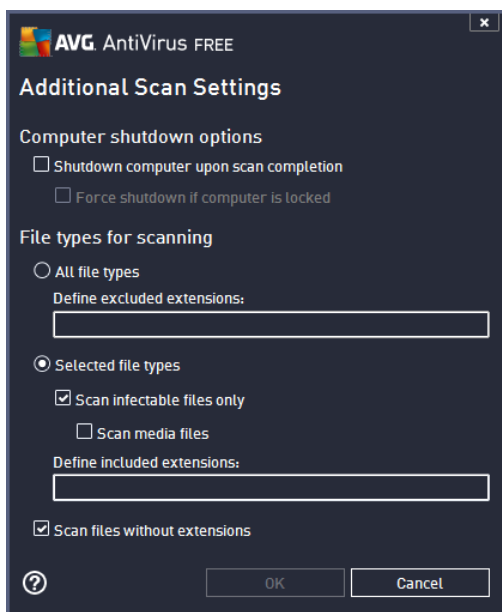 AVG. AntiVirus FREE
Additional Scan Settings
Computer shutdown options
Shutdown computer upon scan completion
Force shutdown if computer is locked
File types for scanning
All file types
Define excluded extensions:
Selected file types
Scan infectable files only
Scan media files
Define included extensions:
Scan files without extensions
? OK Cancel